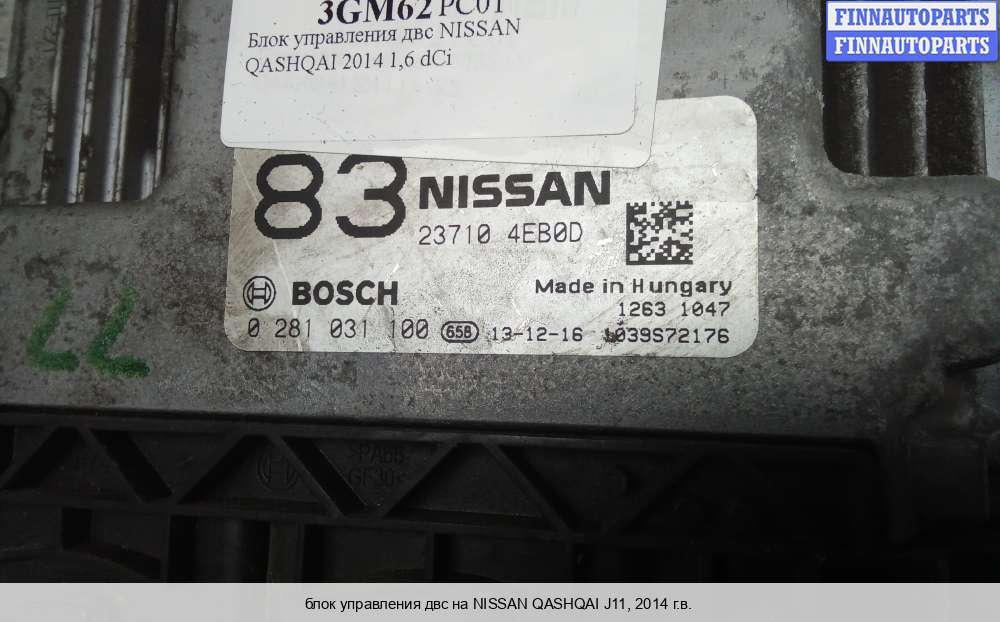 3GM62 PC01
Блок управления двс NISSAN
QASHQAI 2014 1,6 dCi
FINNAUTOPARTS
FINNAUTOPARTS
83 NISSAN
23710 4EB0D
BOSCH
Made in Hungary
1263 1047
0 281 031 100 658 13-12-16 1039S72176
LL
GF30<
блок управления двс на NISSAN QASHQAI J11, 2014 г.в.